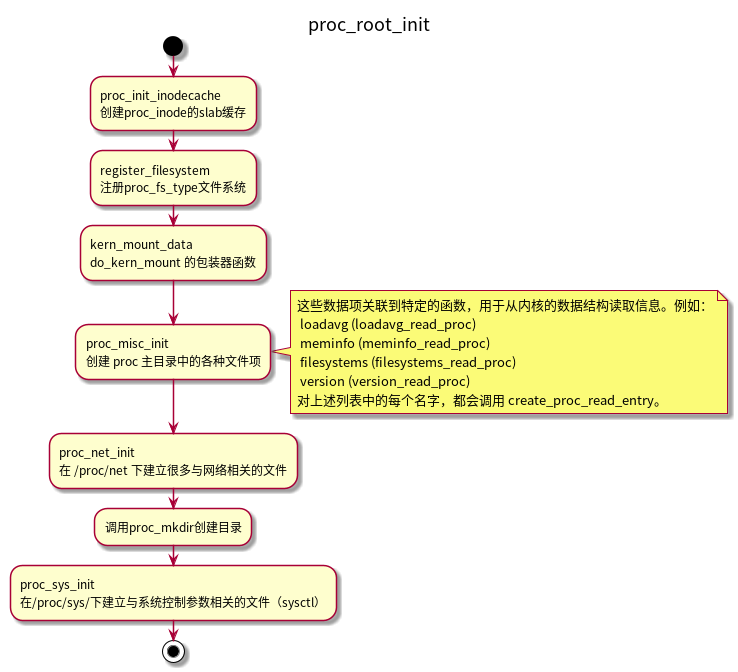 proc_root_init
proc_init_inodecache
创建proc_inode的slab缓存
register_filesystem
注册proc_fs_type文件系统
kern_mount_data
do_kern_mount 的包装器函数
proc_misc_init
创建 proc 主目录中的各种文件项
这些数据项关联到特定的函数，用于从内核的数据结构读取信息。例如：
loadavg (loadavg_read_proc)
meminfo (meminfo_read_proc)
filesystems (filesystems_read_proc)
version (version_read_proc)
对上述列表中的每个名字，都会调用 create_proc_read_entry。
proc_net_init
在 /proc/net 下建立很多与网络相关的文件
调用proc_mkdir创建目录
proc_sys_init
在/proc/sys/下建立与系统控制参数相关的文件（sysctl）